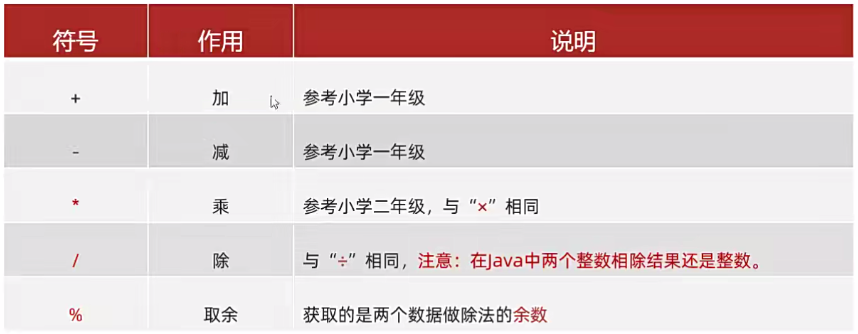 符号 作用 说明
+ 加 参考小学一年级
- 减 参考小学一年级
* 乘 参考小学二年级，与“×”相同
/ 除 与“÷”相同，注意：在Java中两个整数相除结果还是整数。
% 取余 获取的是两个数据做除法的余数